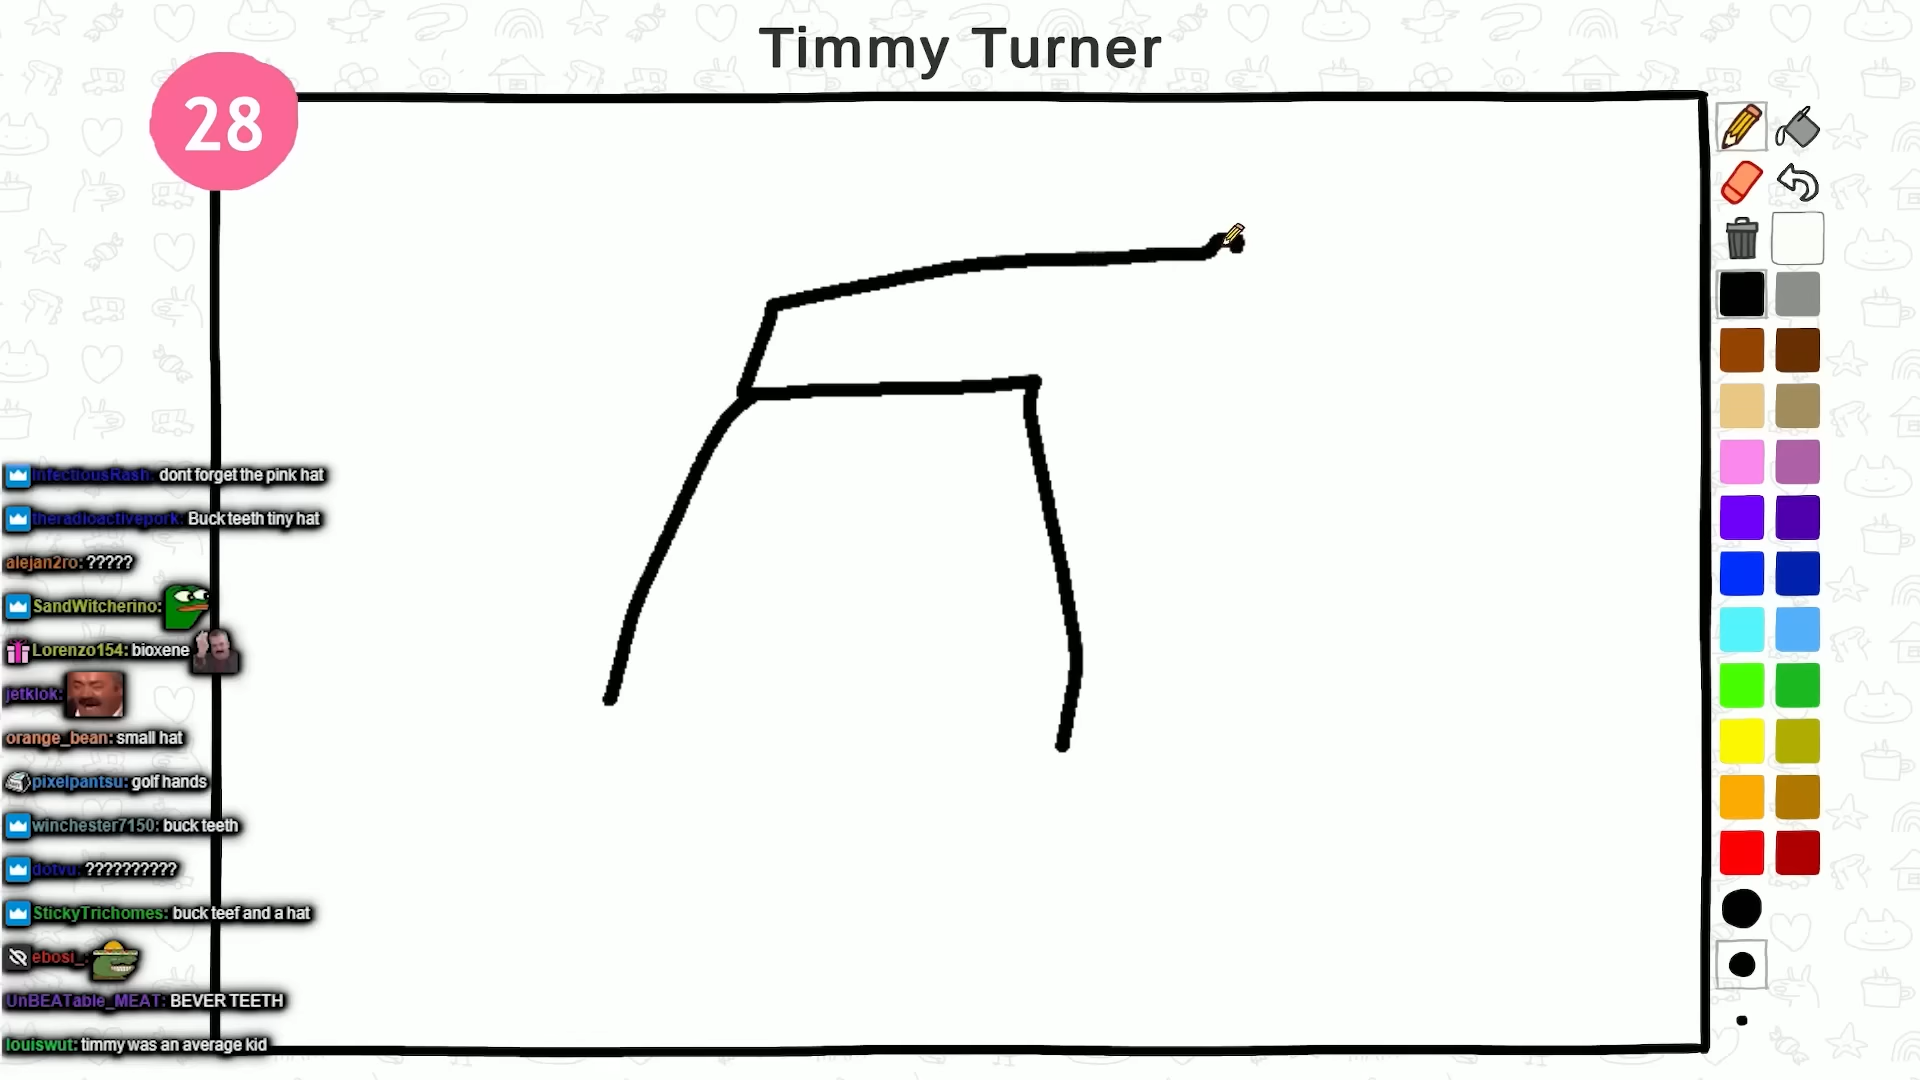 Timmy Turner
28
InfectiousRash: dont forget the pink hat
theradioactivepork: Buck teeth tiny hat
alejan2ro: ?????
SandWitcherino:
Lorenzo154: bioxene
jetklok:
orange_bean: small hat
pixelpantsu: golf hands
winchester7150: buck teeth
dotvu: ??????????
StickyTrichomes: buck teef and a hat
ebosi_:
UnBEATable_MEAT: BEVER TEETH
louiswut: timmy was an average kid